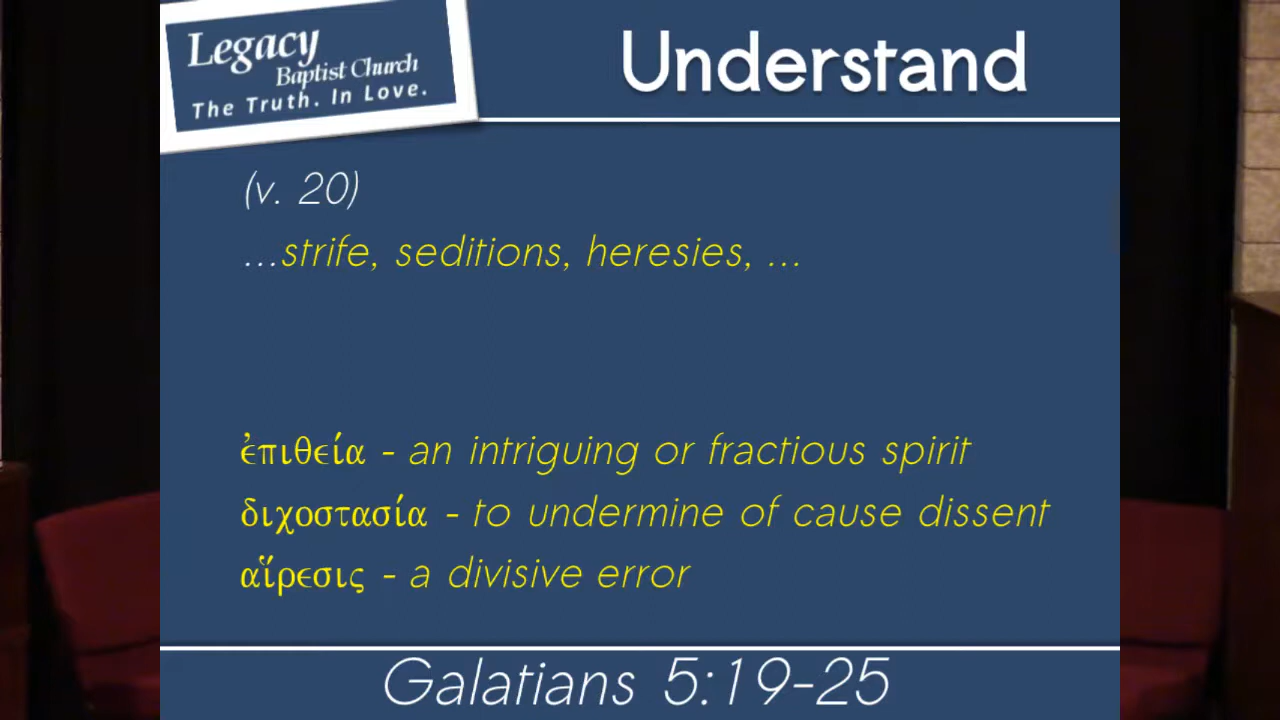 Legacy
Baptist Church
The Truth. In Love.
Understand
(v. 20)
...strife, seditions, heresies, ...
ἐπιθεία - an intriguing or fractious spirit
διχοστασία - to undermine of cause dissent
αἵρεσις - a divisive error
Galatians 5:19-25